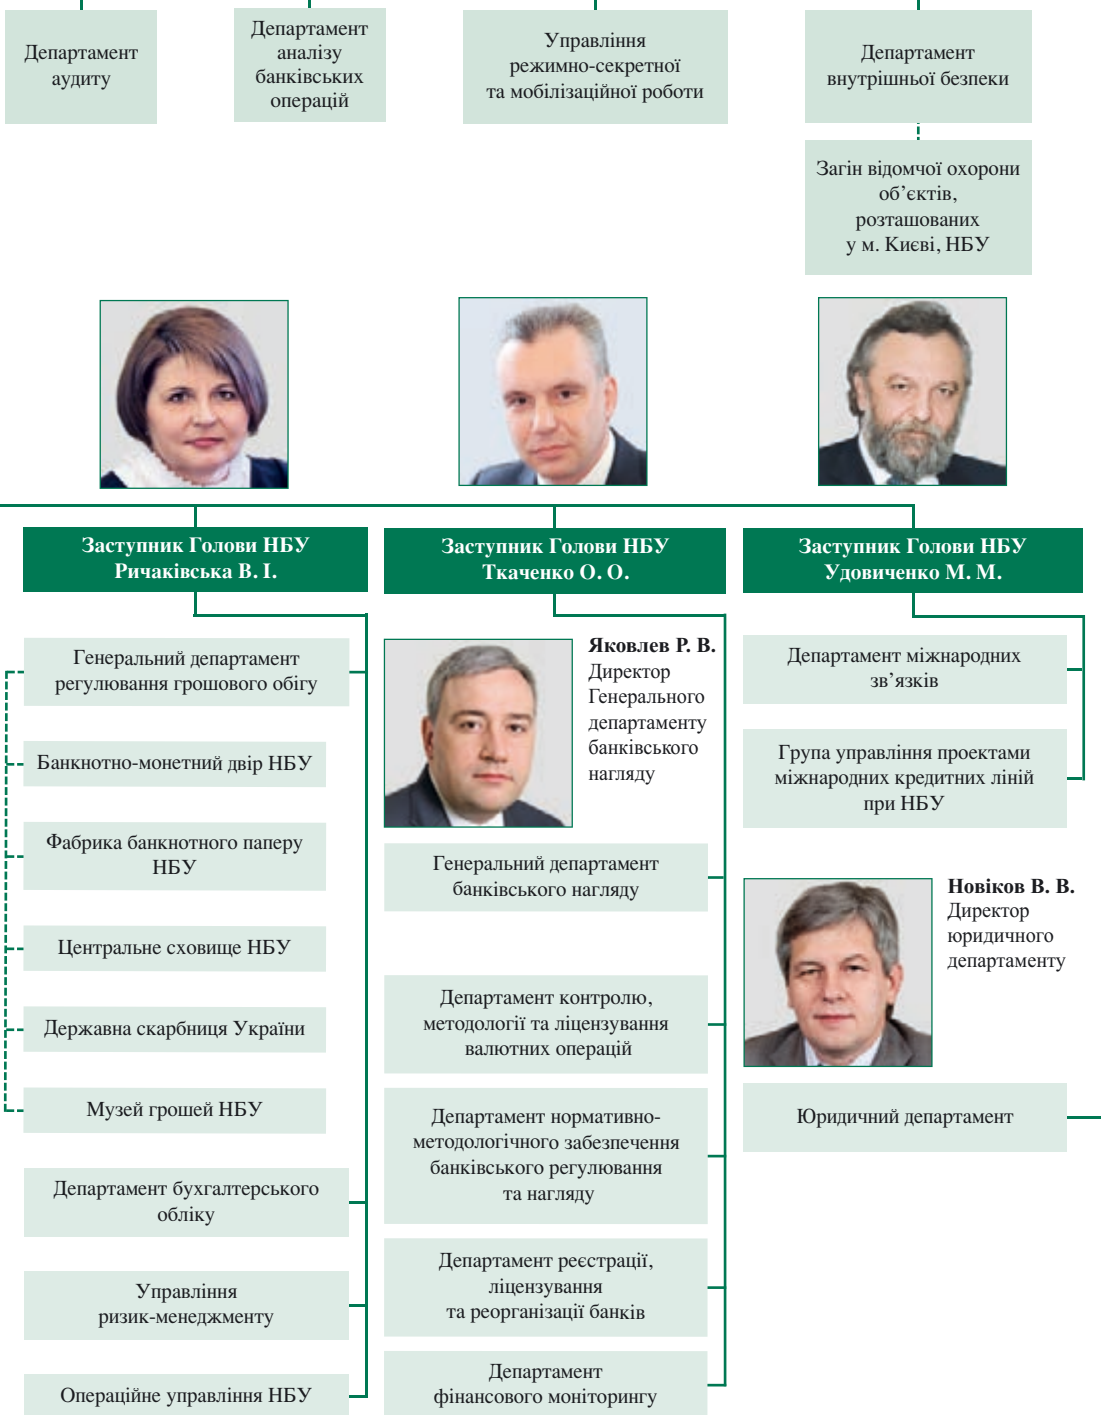 Департамент
аудиту
Департамент
аналізу
банківських
операцій
Управління
режимно-секретної
та мобілізаційної роботи
Департамент
внутрішньої безпеки
Загін відомчої охорони
об’єктів,
розташованих
у м. Києві, НБУ
Заступник Голови НБУ
Ричаківська В. І.
Заступник Голови НБУ
Ткаченко О. О.
Заступник Голови НБУ
Удовиченко М. М.
Генеральний департамент
регулювання грошового обігу
Банкнотно-монетний двір НБУ
Фабрика банкнотного паперу
НБУ
Центральне сховище НБУ
Державна скарбниця України
Музей грошей НБУ
Департамент бухгалтерського
обліку
Управління
ризик-менеджменту
Операційне управління НБУ
Яковлев Р. В.
Директор
Генерального
департаменту
банківського
нагляду
Генеральний департамент
банківського нагляду
Департамент контролю,
методології та ліцензування
валютних операцій
Департамент нормативно-
методологічного забезпечення
банківського регулювання
та нагляду
Департамент реєстрації,
ліцензування
та реорганізації банків
Департамент
фінансового моніторингу
Департамент міжнародних
зв’язків
Група управління проектами
міжнародних кредитних ліній
при НБУ
Новіков В. В.
Директор
юридичного
департаменту
Юридичний департамент